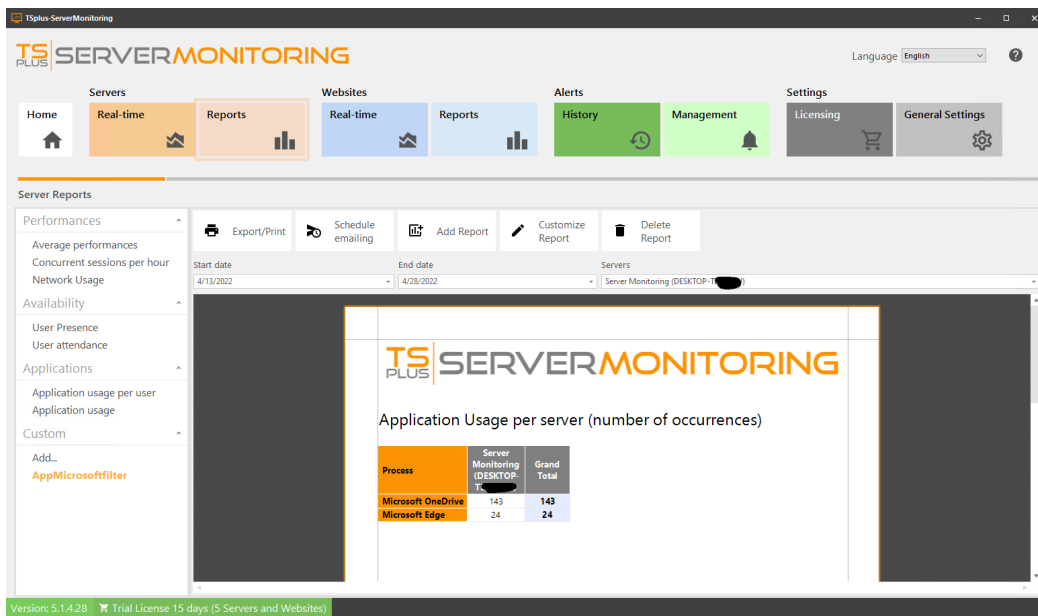 TSplus-ServerMonitoring
TS PLUS SERVERMONITORING
Language English
Servers Websites Alerts Settings
Home Real-time Reports Real-time Reports History Management Licensing General Settings
Server Reports
Performances
Average performances
Concurrent sessions per hour
Network Usage
Availability
User Presence
User attendance
Applications
Application usage per user
Application usage
Custom
Add...
AppMicrosoftfilter
Export/Print
Schedule
emailing
Add Report
Customize
Report
Delete
Report
Start date End date Servers
4/13/2022 4/28/2022 Server Monitoring (DESKTOP-
TS PLUS SERVERMONITORING
Application Usage per server (number of occurrences)
Process
Server
Monitoring
(DESKTOP-
Grand
Total
Microsoft OneDrive 143 143
Microsoft Edge 24 24
Version: 5.1.4.28 Trial License 15 days (5 Servers and Websites)